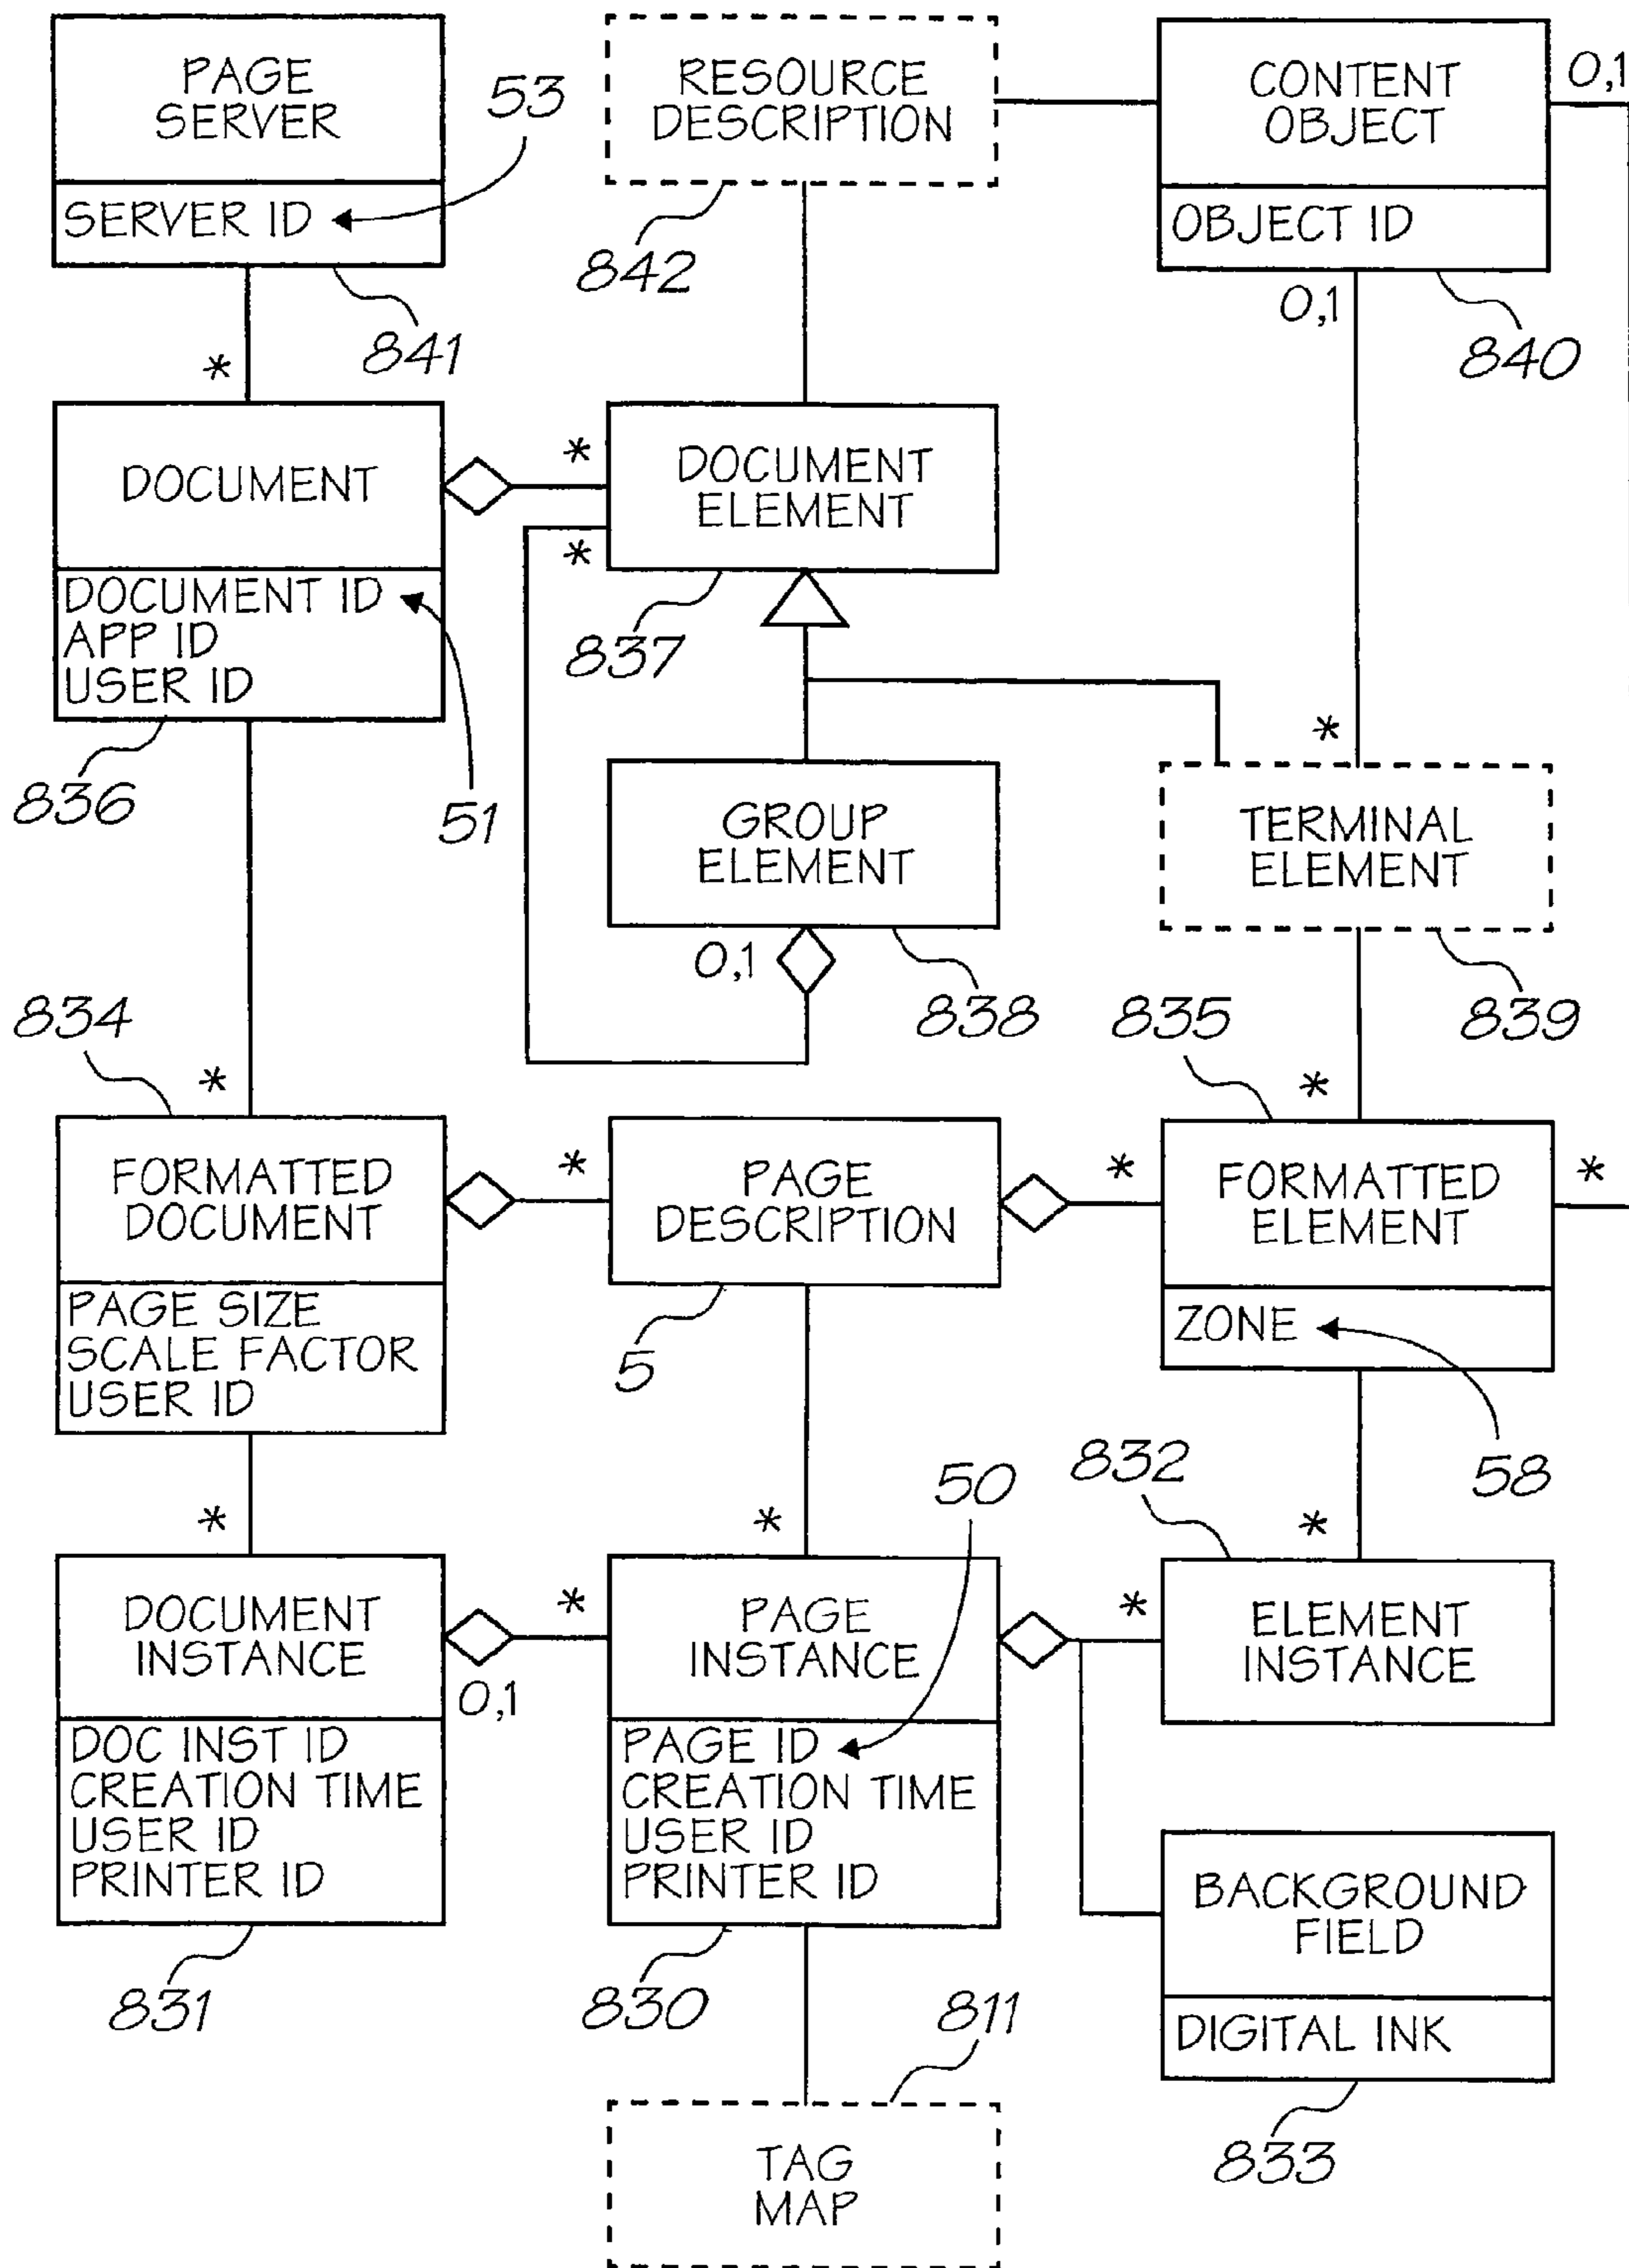 PAGE
SERVER
SERVER ID
53
841
RESOURCE
DESCRIPTION
842
CONTENT
OBJECT
OBJECT ID
0,1
0,1
840
*
DOCUMENT
DOCUMENT ID
APP ID
USER ID
836
51
*
*
DOCUMENT
ELEMENT
837
GROUP
ELEMENT
0,1
838
*
TERMINAL
ELEMENT
839
834
*
FORMATTED
DOCUMENT
PAGE SIZE
SCALE FACTOR
USER ID
*
PAGE
DESCRIPTION
5
835
*
*
FORMATTED
ELEMENT
*
ZONE
58
*
DOCUMENT
INSTANCE
0,1
DOC INST ID
CREATION TIME
USER ID
PRINTER ID
831
*
*
50
PAGE
INSTANCE
PAGE ID
CREATION TIME
USER ID
PRINTER ID
830
832
*
*
ELEMENT
INSTANCE
BACKGROUND
FIELD
DIGITAL INK
833
811
TAG
MAP